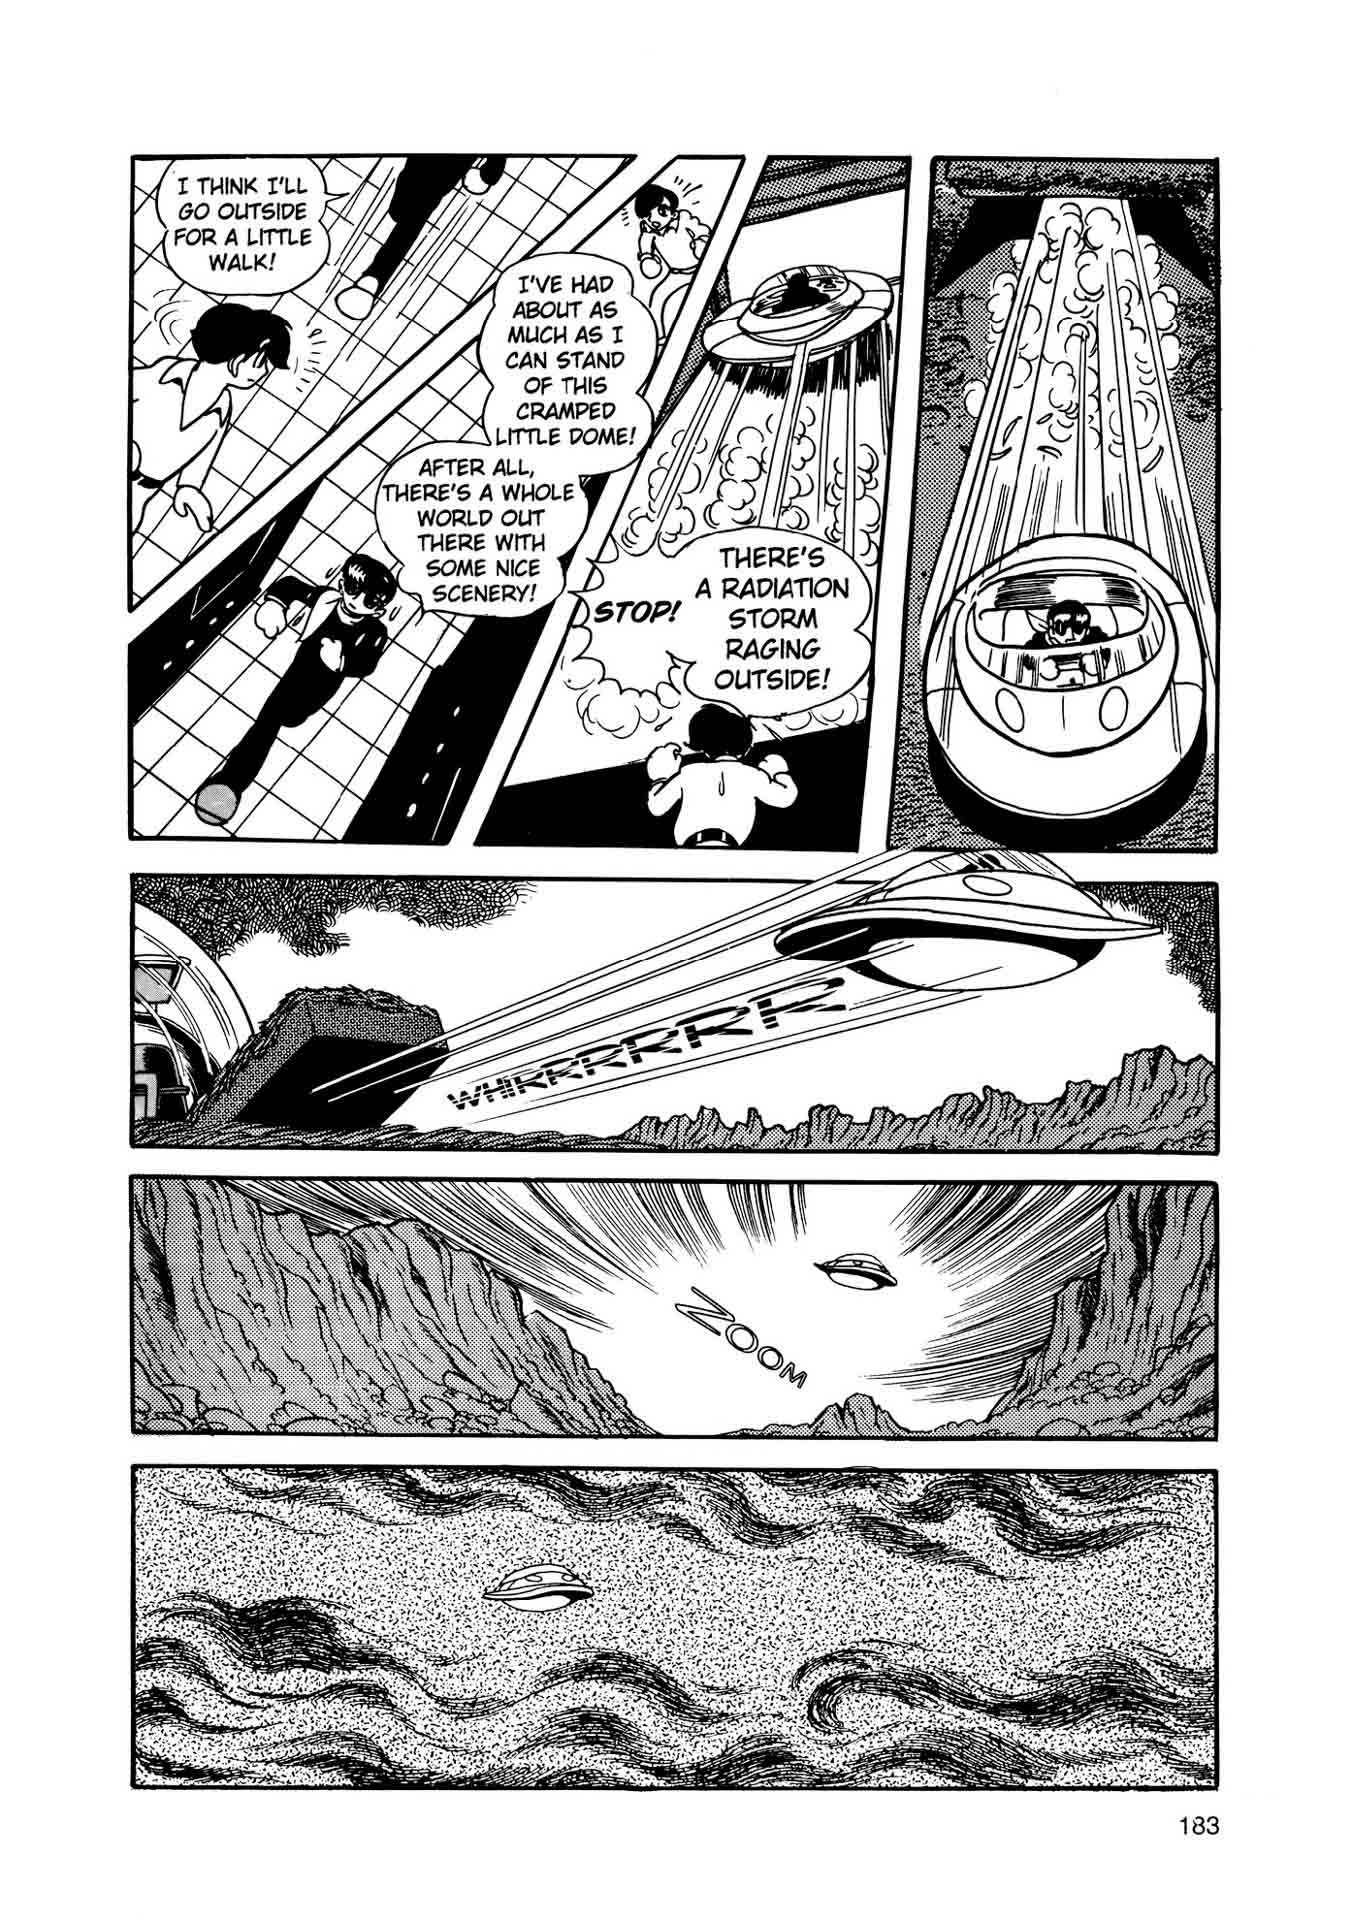 I THINK I'LL
GO OUTSIDE
FOR A LITTLE
WALK!
I'VE HAD
ABOUT AS
MUCH AS I
CAN STAND
OF THIS
CRAMPED
LITTLE DOME!
AFTER ALL,
THERE'S A WHOLE
WORLD OUT
THERE WITH
SOME NICE
SCENERY!
STOP!
THERE'S
A RADIATION
STORM
RAGING
OUTSIDE!
WHIRRRRRRR
ZOOM
183